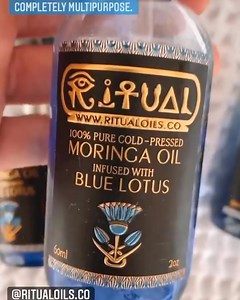 COMPLETELY MULTIPURPOSE.
RITUAL
WWW.RITUALOILS.CO
100% PURE COLD-PRESSED
MORINGA OIL
INFUSED WITH
BLUE LOTUS
60ml
2oz
@RITUALOILS.CO